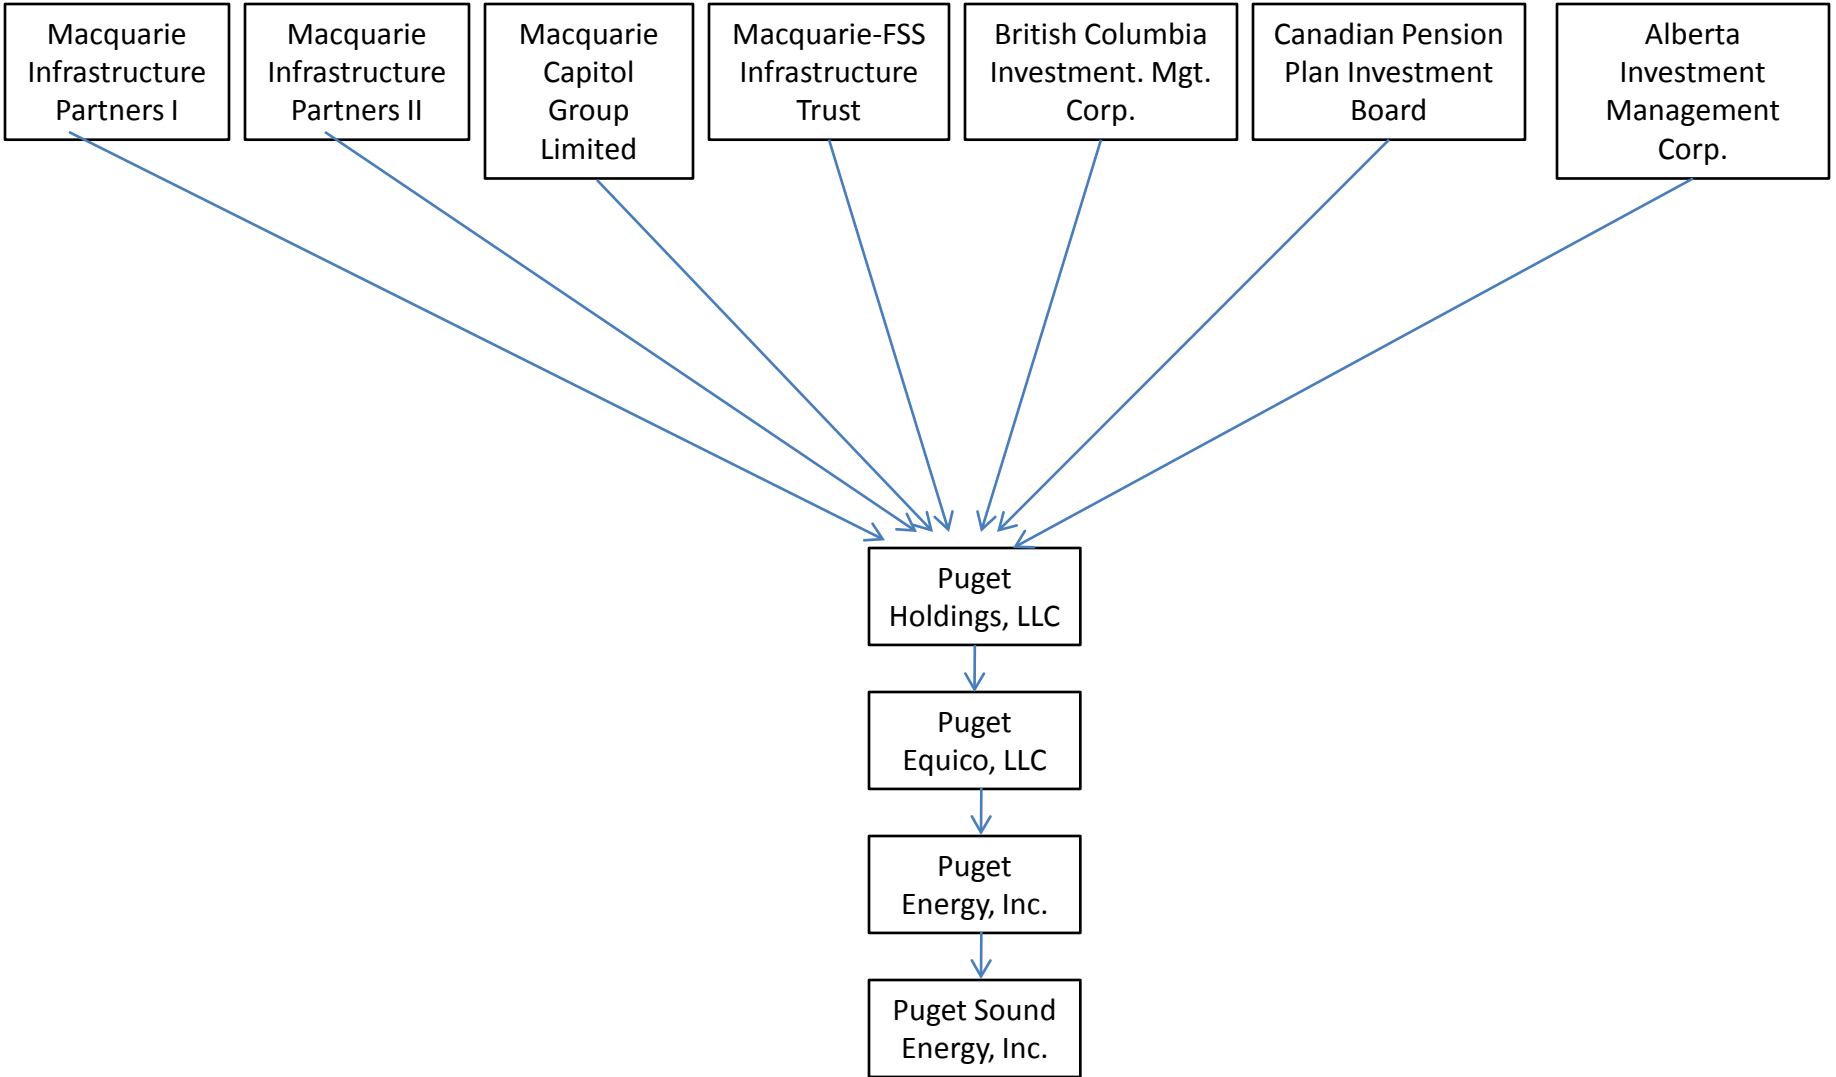 Macquarie
Infrastructure
Partners I
Macquarie
Infrastructure
Partners II
Macquarie
Capitol
Group
Limited
Macquarie-FSS
Infrastructure
Trust
British Columbia
Investment. Mgt.
Corp.
Canadian Pension
Plan Investment
Board
Alberta
Investment
Management
Corp.
Puget
Holdings, LLC
Puget
Equico, LLC
Puget
Energy, Inc.
Puget Sound
Energy, Inc.